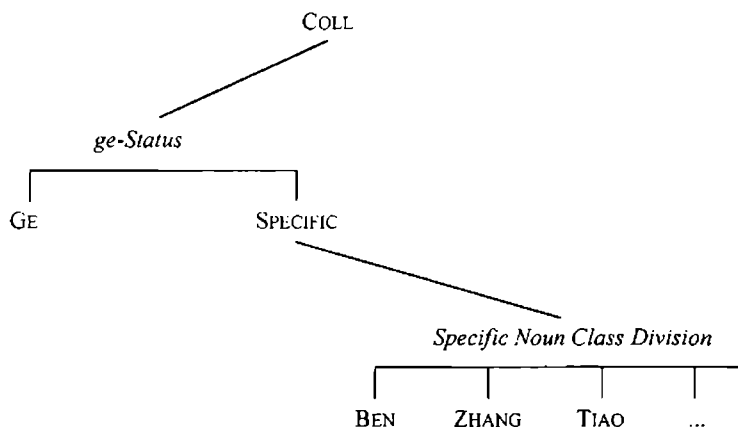 COLL
ge-Status
GE SPECIFIC
Specific Noun Class Division
BEN ZHANG TIAO ...